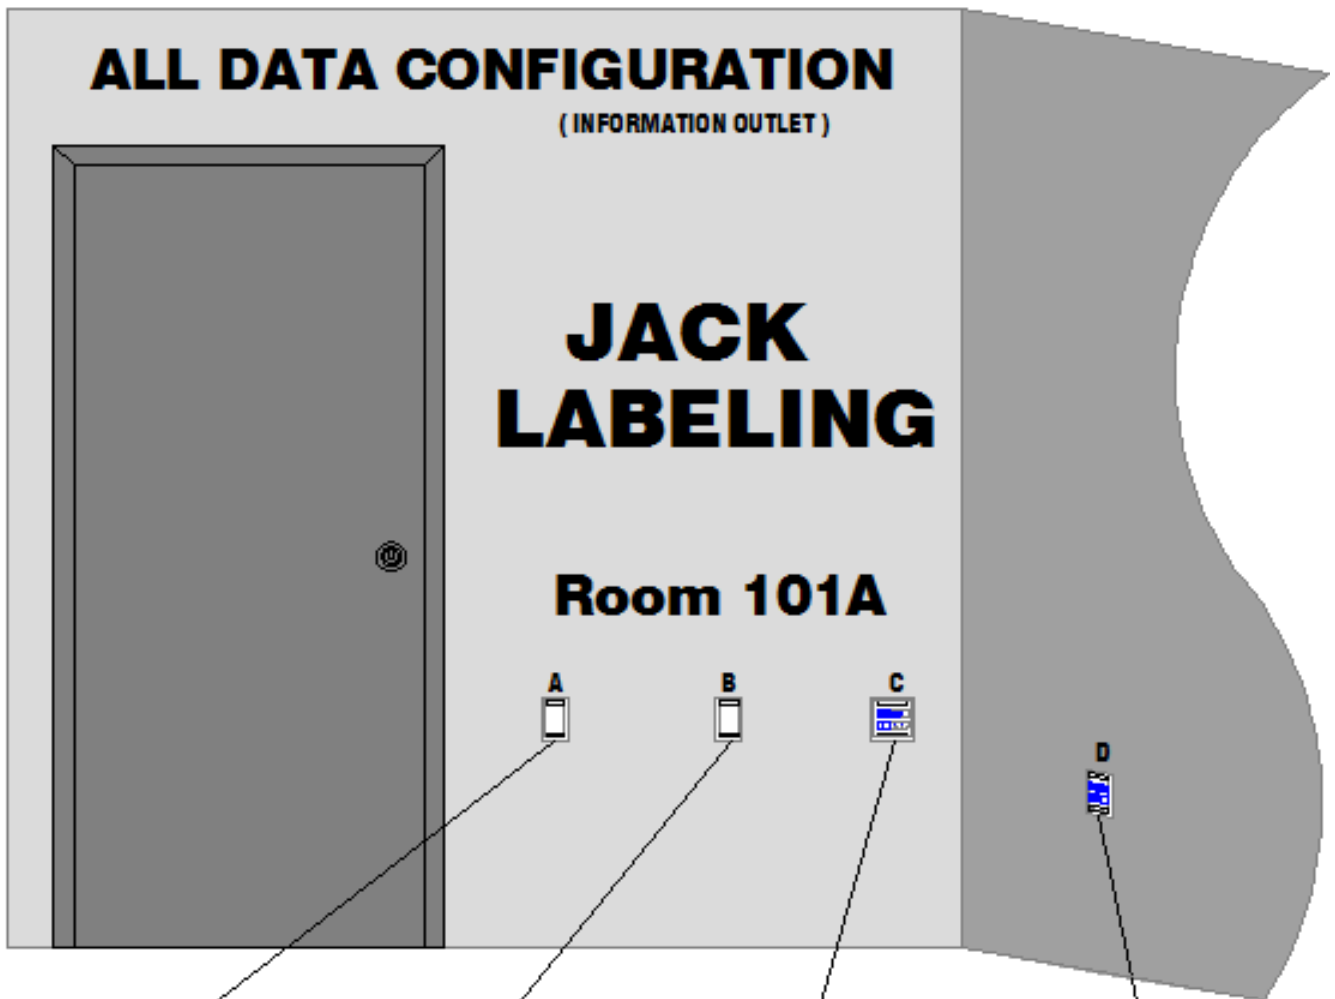 ALL DATA CONFIGURATION
( INFORMATION OUTLET )
JACK
LABELING
Room 101A
A
B
C
D